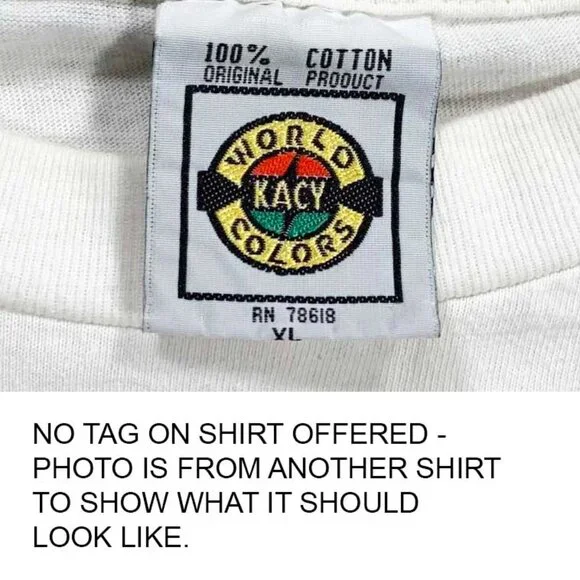 100% COTTON
ORIGINAL PRODUCT
WORLD
KACY
COLORS
RN 78618
XL
NO TAG ON SHIRT OFFERED -
PHOTO IS FROM ANOTHER SHIRT
TO SHOW WHAT IT SHOULD
LOOK LIKE.